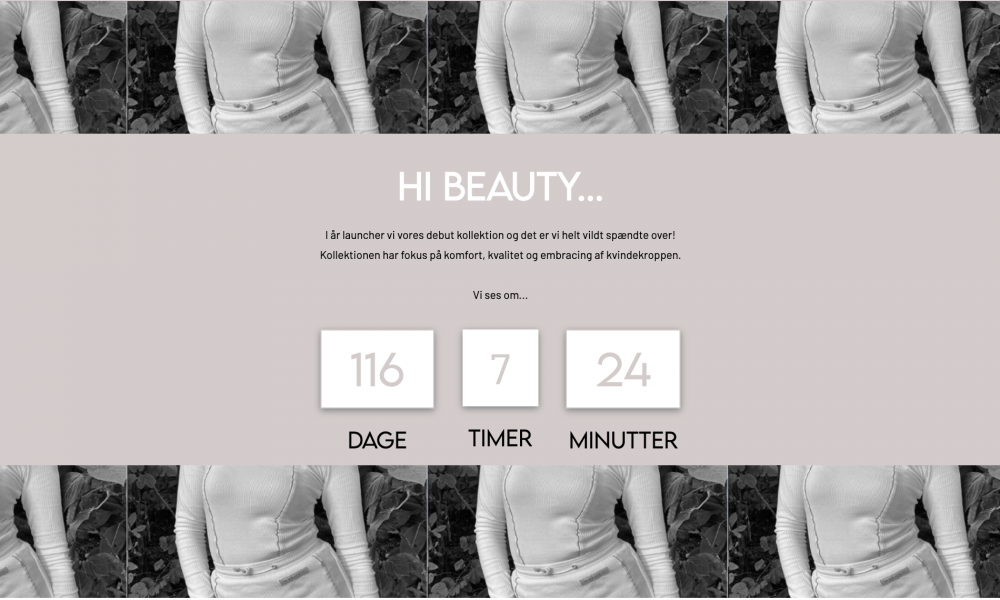 HI BEAUTY...
I år launcher vi vores debut kollektion og det er vi helt vildt spændte over!
Kollektionen har fokus på komfort, kvalitet og embracing af kvindekroppen.
Vi ses om...
116 7 24
DAGE TIMER MINUTTER